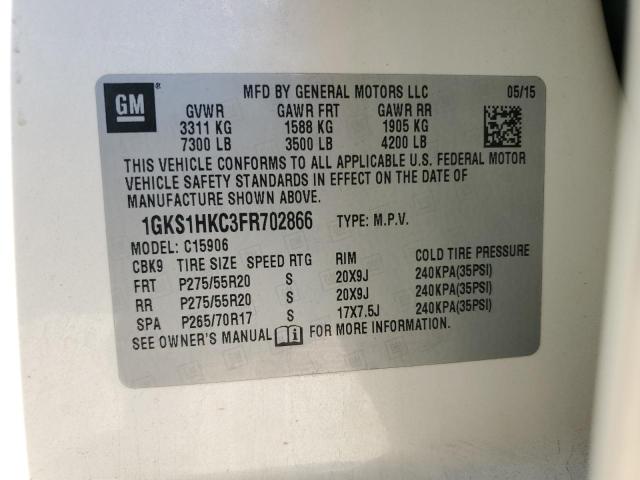 GM ®
MFD BY GENERAL MOTORS LLC 05/15
GVWR GAWR FRT GAWR RR
3311 KG 1588 KG 1905 KG
7300 LB 3500 LB 4200 LB
THIS VEHICLE CONFORMS TO ALL APPLICABLE U.S. FEDERAL MOTOR
VEHICLE SAFETY STANDARDS IN EFFECT ON THE DATE OF
MANUFACTURE SHOWN ABOVE.
1GKS1HKC3FR702866 TYPE: M.P.V.
MODEL: C15906
CBK9 TIRE SIZE SPEED RTG RIM COLD TIRE PRESSURE
FRT P275/55R20 S 20X9J 240KPA(35PSI)
RR P275/55R20 S 20X9J 240KPA(35PSI)
SPA P265/70R17 S 17X7.5J 240KPA(35PSI)
SEE OWNER'S MANUAL i FOR MORE INFORMATION.